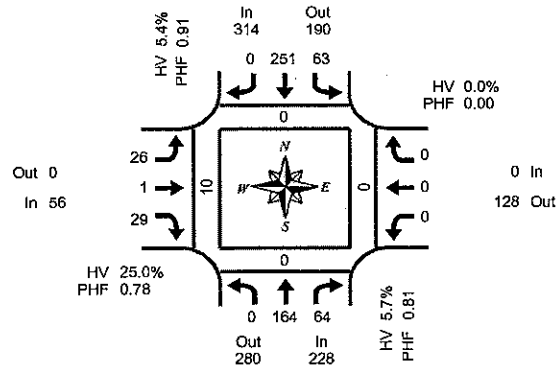 In Out
314 190
0 251 63
HV 5.4%
PHF 0.91
HV 0.0%
PHF 0.00
0
26
1
29
10
N
W E
S
0
0
0
0
Out 0
In 56
0 In
128 Out
0
HV 25.0%
PHF 0.78
0 164 64
HV 5.7%
PHF 0.81
Out In
280 228